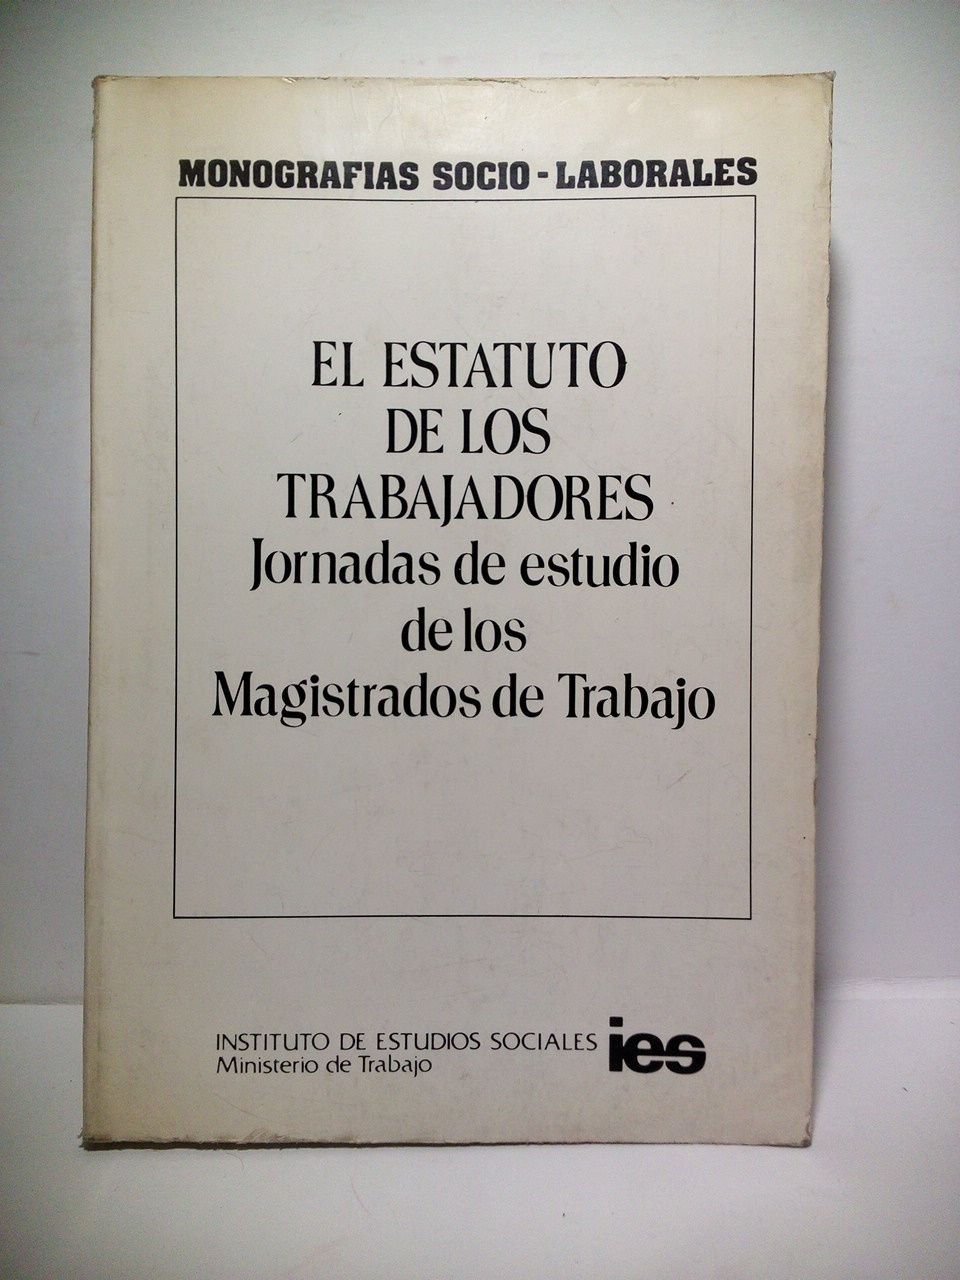 MONOGRAFIAS SOCIO-LABORALES
EL ESTATUTO
DE LOS
TRABAJADORES
Jornadas de estudio
de los
Magistrados de Trabajo
INSTITUTO DE ESTUDIOS SOCIALES
Ministerio de Trabajo
ies